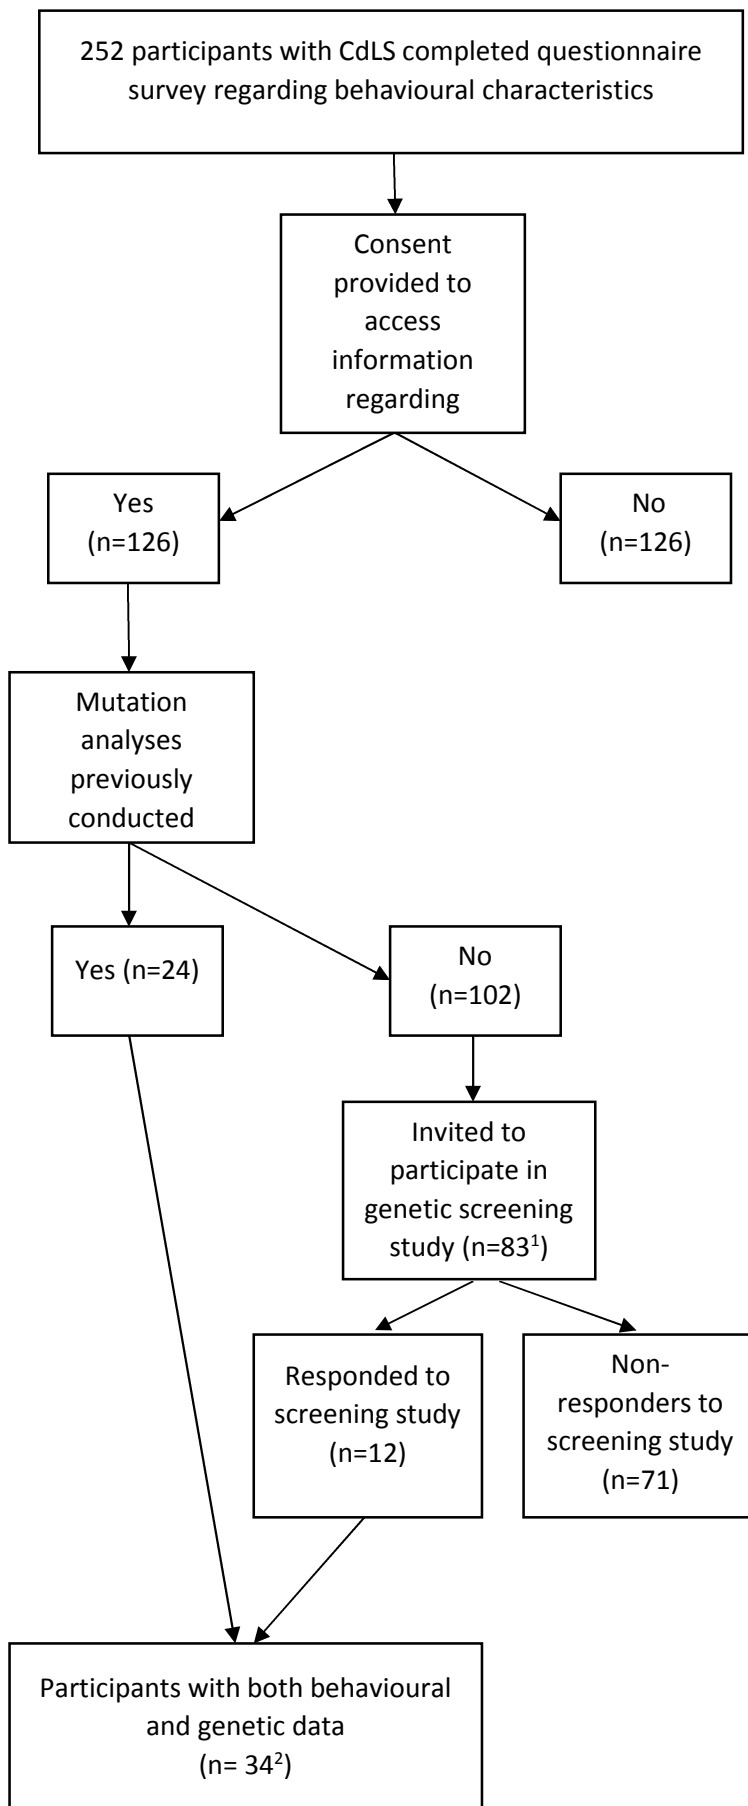 252 participants with CdLS completed questionnaire
survey regarding behavioural characteristics
Consent
provided to
access
information
regarding
Yes
(n=126)
No
(n=126)
Mutation
analyses
previously
conducted
Yes (n=24)
No
(n=102)
Invited to
participate in
genetic screening
study (n=83¹)
Responded to
screening study
(n=12)
Non-
responders to
screening study
(n=71)
Participants with both behavioural
and genetic data
(n= 34²)